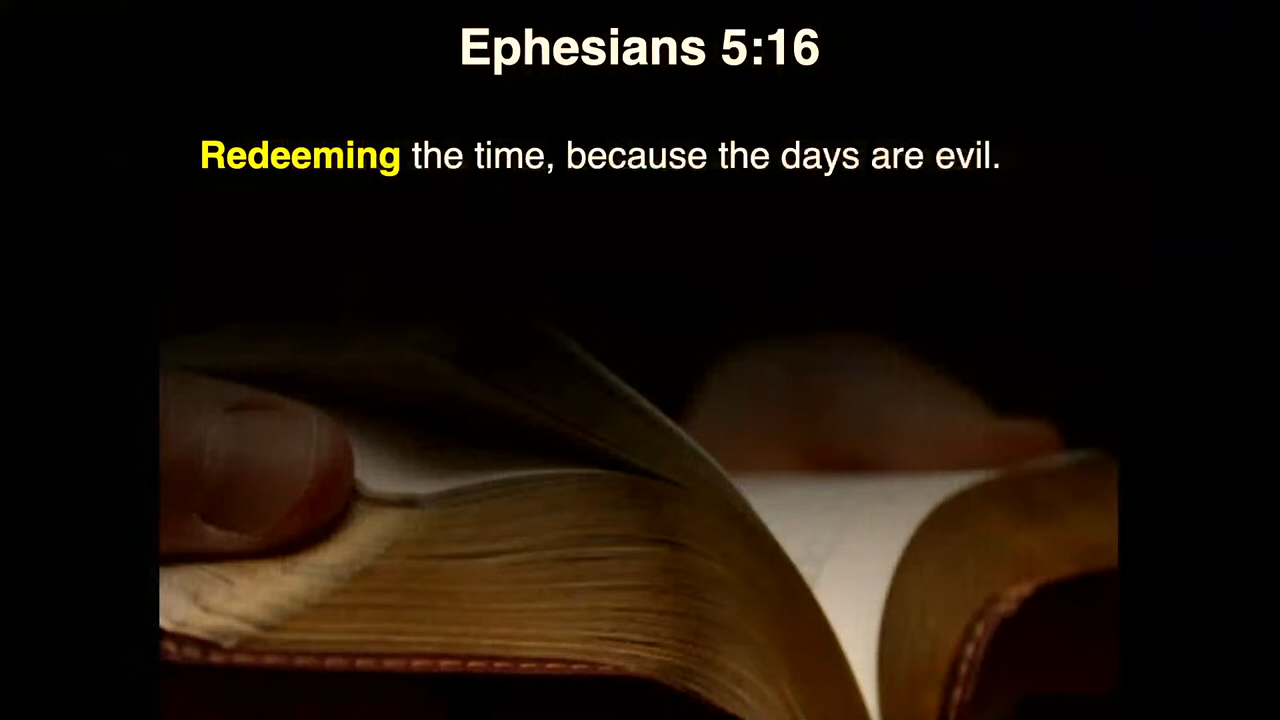 Ephesians 5:16
Redeeming the time, because the days are evil.